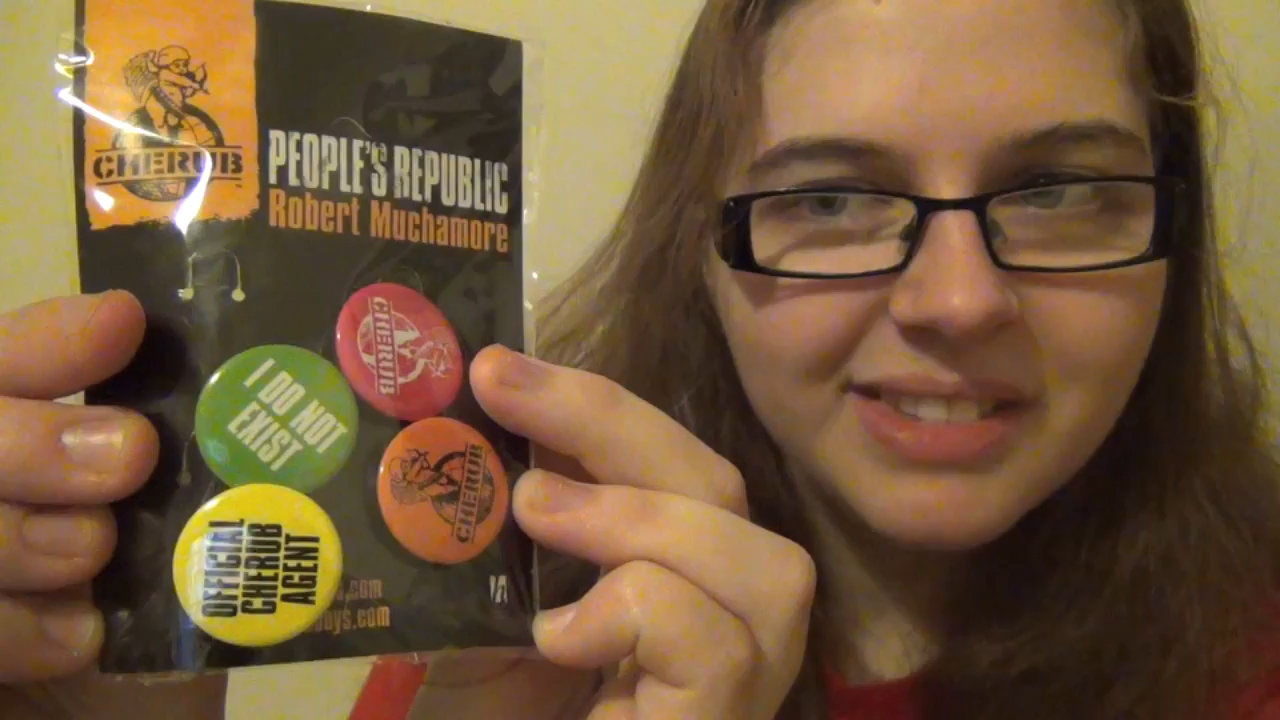 CHERUB
PEOPLE'S REPUBLIC
Robert Muchamore
CHERUB
I DO NOT
EXIST
CHERUB
OFFICIAL
CHERUB
AGENT